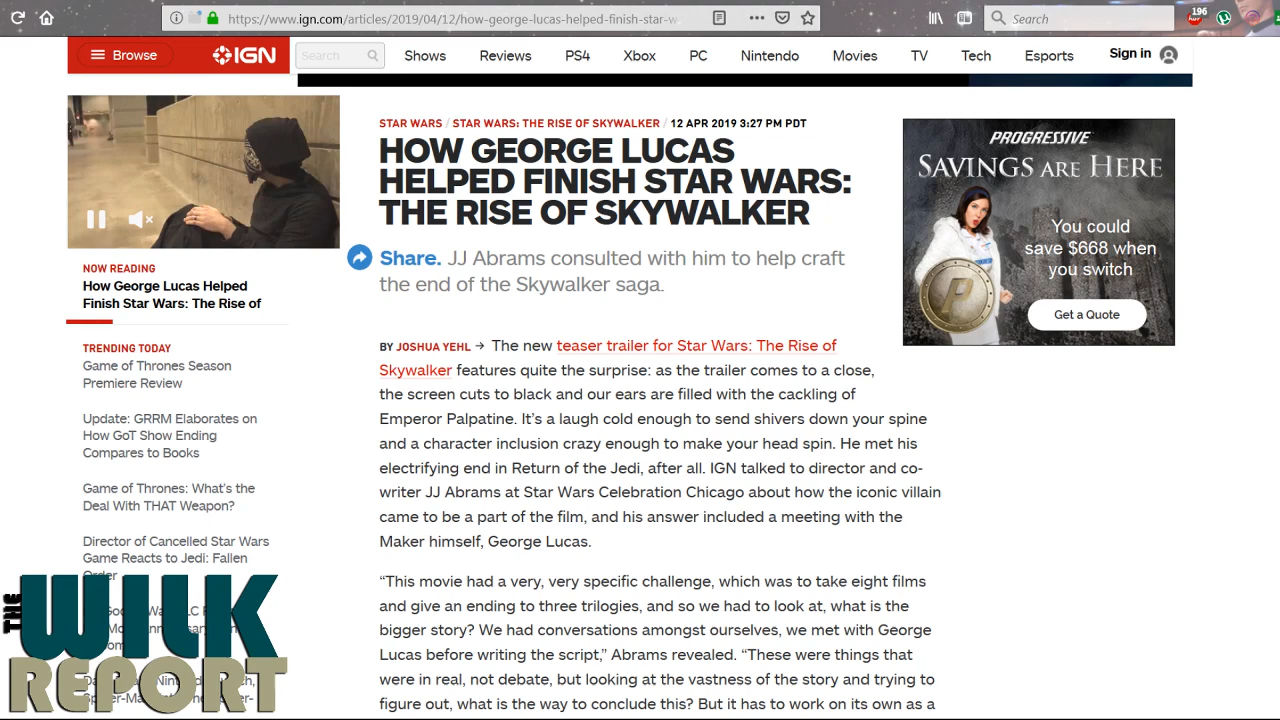 https://www.ign.com/articles/2019/04/12/how-george-lucas-helped-finish-star-w
Search
196
Browse
IGN
Search
Shows
Reviews
PS4
Xbox
PC
Nintendo
Movies
TV
Tech
Esports
Sign in
STAR WARS / STAR WARS: THE RISE OF SKYWALKER / 12 APR 2019 3:27 PM PDT
HOW GEORGE LUCAS
HELPED FINISH STAR WARS:
THE RISE OF SKYWALKER
Share. JJ Abrams consulted with him to help craft
the end of the Skywalker saga.
BY JOSHUA YEHL → The new teaser trailer for Star Wars: The Rise of
Skywalker features quite the surprise: as the trailer comes to a close,
the screen cuts to black and our ears are filled with the cackling of
Emperor Palpatine. It’s a laugh cold enough to send shivers down your spine
and a character inclusion crazy enough to make your head spin. He met his
electrifying end in Return of the Jedi, after all. IGN talked to director and co-
writer JJ Abrams at Star Wars Celebration Chicago about how the iconic villain
came to be a part of the film, and his answer included a meeting with the
Maker himself, George Lucas.
“This movie had a very, very specific challenge, which was to take eight films
and give an ending to three trilogies, and so we had to look at, what is the
bigger story? We had conversations amongst ourselves, we met with George
Lucas before writing the script,” Abrams revealed. “These were things that
were in real, not debate, but looking at the vastness of the story and trying to
figure out, what is the way to conclude this? But it has to work on its own as a
NOW READING
How George Lucas Helped
Finish Star Wars: The Rise of
TRENDING TODAY
Game of Thrones Season
Premiere Review
Update: GRRM Elaborates on
How GoT Show Ending
Compares to Books
Game of Thrones: What's the
Deal With THAT Weapon?
Director of Cancelled Star Wars
Game Reacts to Jedi: Fallen
Order
THE WILK
REPORT
PROGRESSIVE
SAVINGS ARE HERE
You could
save $668 when
you switch
Get a Quote
P